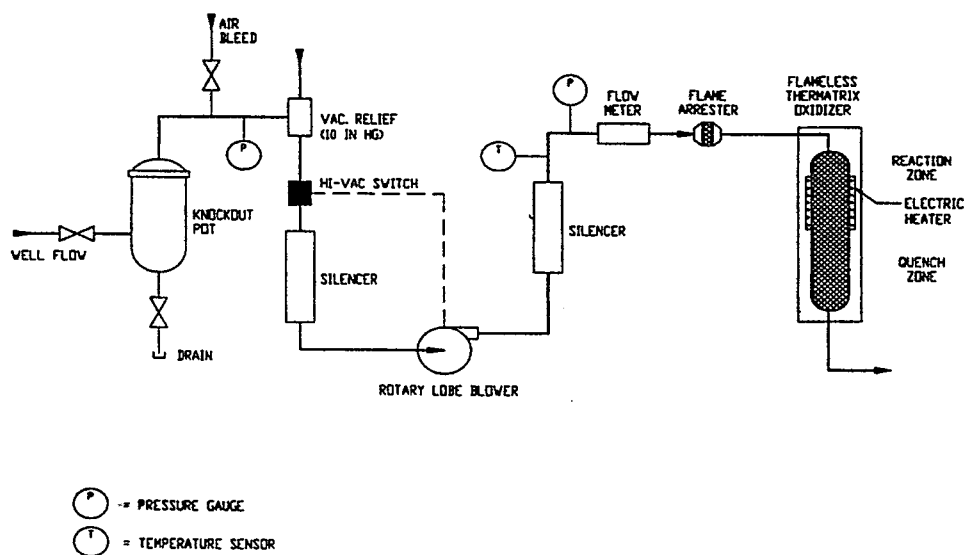 AIR
BLEED
VAC. RELIEF
(10 IN HG)
P
HI-VAC SWITCH
KNOCKOUT
POT
WELL FLOW
DRAIN
SILENCER
ROTARY LOBE BLOWER
T
P
SILENCER
FLOW
METER
FLAME
ARRESTER
FLAMELESS
THERMATRIX
OXIDIZER
REACTION
ZONE
ELECTRIC
HEATER
QUENCH
ZONE
P -= PRESSURE GAUGE
T = TEMPERATURE SENSOR